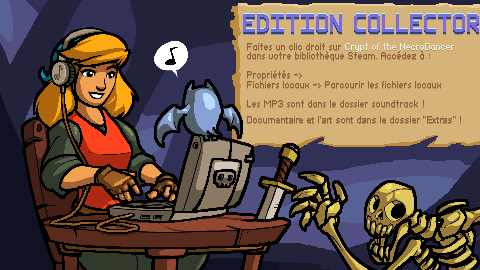 EDITION COLLECTOR
Faites un clic droit sur Crypt of the NecroDancer
dans votre bibliothèque Steam. Accédez à :
Propriétés ->
Fichiers locaux -> Parcourir les fichiers locaux
Les MP3 sont dans le dossier soundtrack !
Documentaire et l'art sont dans le dossier "Extras" !